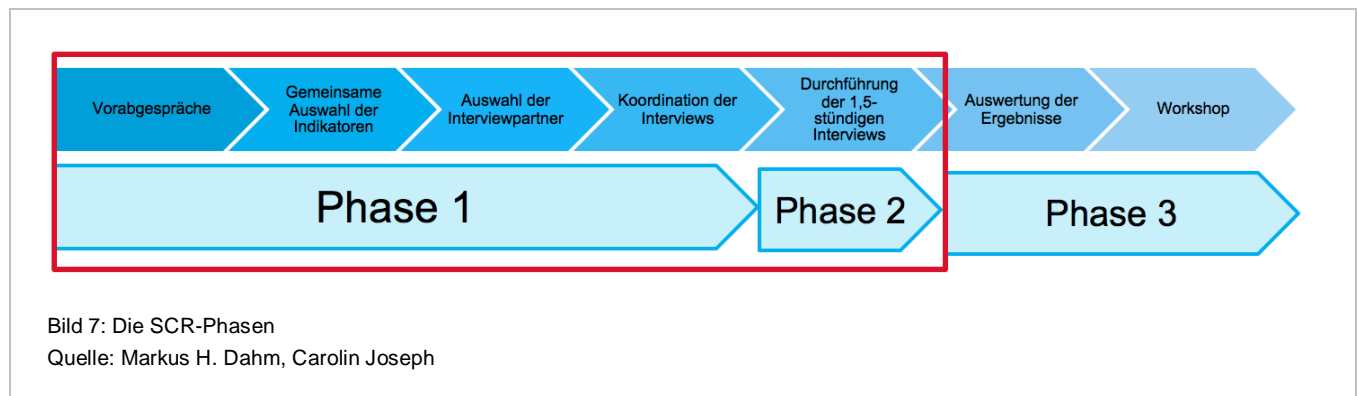 Vorabgespräche
Gemeinsame
Auswahl der
Indikatoren
Auswahl der
Interviewpartner
Koordination der
Interviews
Durchführung
der 1,5-
stündigen
Interviews
Auswertung der
Ergebnisse
Workshop
Phase 1
Phase 2
Phase 3
Bild 7: Die SCR-Phasen
Quelle: Markus H. Dahm, Carolin Joseph